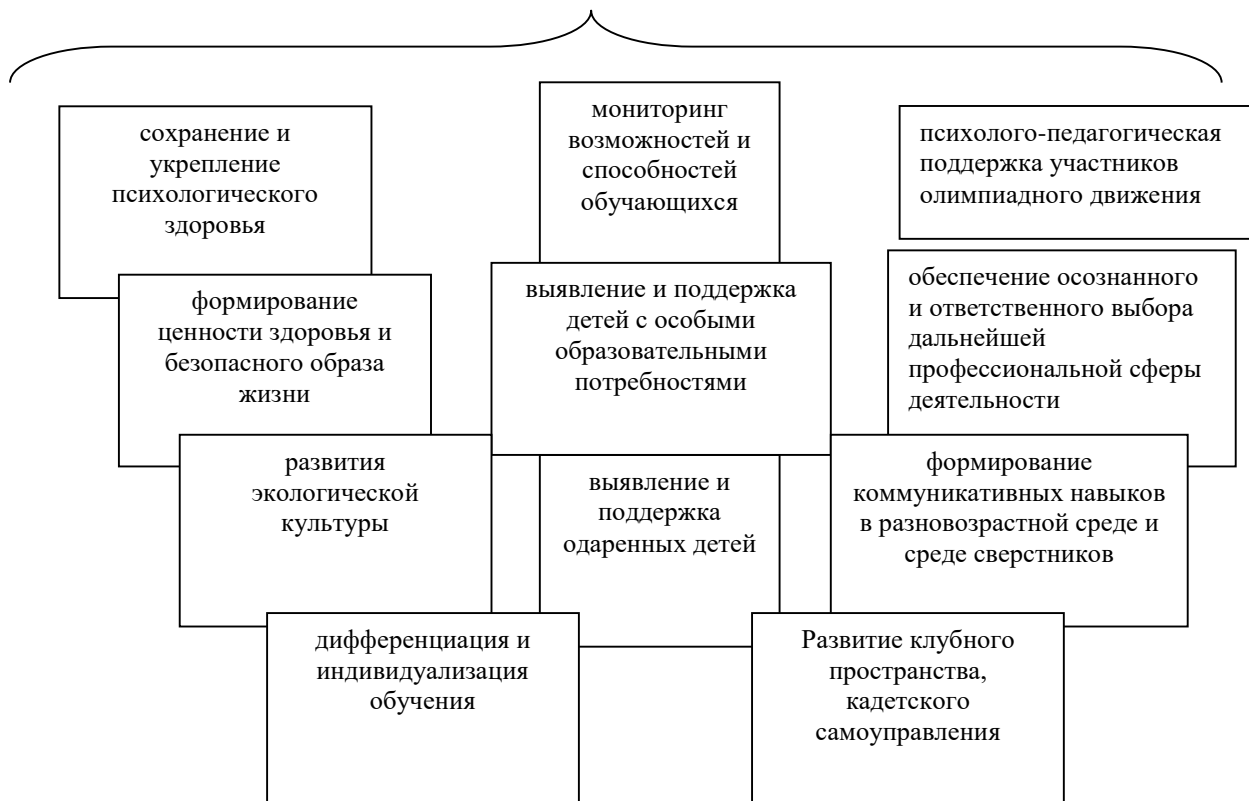 сохранение и
укрепление
психологического
здоровья
мониторинг
возможностей и
способностей
обучающихся
психолого-педагогическая
поддержка участников
олимпиадного движения
формирование
ценности здоровья и
безопасного образа
жизни
выявление и поддержка
детей с особыми
образовательными
потребностями
обеспечение осознанного
и ответственного выбора
дальнейшей
профессиональной сферы
деятельности
развития
экологической
культуры
выявление и
поддержка
одаренных детей
формирование
коммуникативных навыков
в разновозрастной среде и
среде сверстников
дифференциация и
индивидуализация
обучения
Развитие клубного
пространства,
кадетского
самоуправления